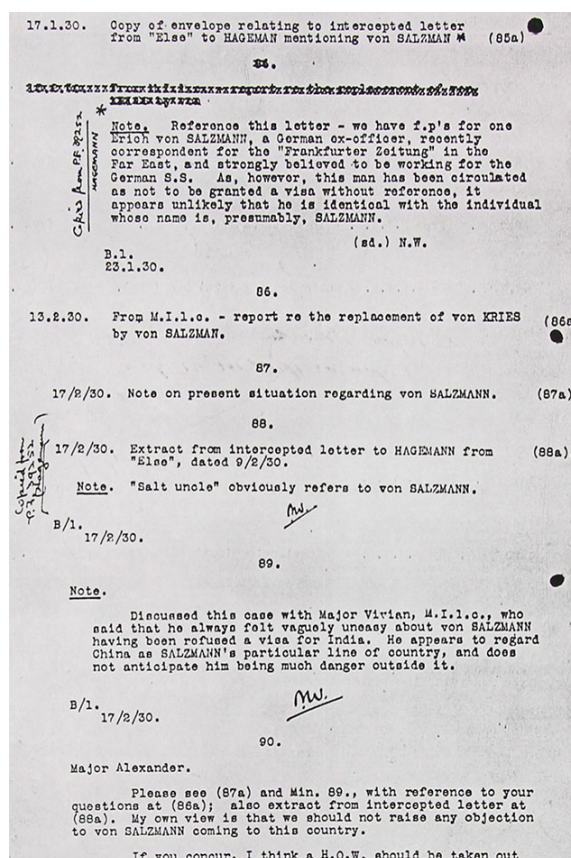 17.1.30. Copy of envelope relating to intercepted letter
from "Else" to HAGEMAN mentioning von SALZMAN * (85a)
*
Note. Reference this letter - we have f.p's for one
Erich von SALZMANN, a German ex-officer, recently
correspondent for the "Frankfurter Zeitung" in the
Far East, and strongly believed to be working for the
German S.S. As, however, this man has been circulated
as not to be granted a visa without reference, it
appears unlikely that he is identical with the individual
whose name is, presumably, SALZMANN.
(sd.) N.W.
B.1.
23.1.30.
HAGEMANN
86.
13.2.30. From M.I.1.c. - report re the replacement of von KRIES (86a
by von SALZMAN.
87.
17/2/30. Note on present situation regarding von SALZMANN. (87a)
88.
17/2/30. Extract from intercepted letter to HAGEMANN from (88a)
"Else", dated 9/2/30.
Note. "Salt uncle" obviously refers to von SALZMANN.
B/1.
17/2/30.
89.
Note.
Discussed this case with Major Vivian, M.I.1.c., who
said that he always felt vaguely uneasy about von SALZMANN
having been refused a visa for India. He appears to regard
China as SALZMANN's particular line of country, and does
not anticipate him being much danger outside it.
B/1.
17/2/30.
90.
Major Alexander.
Please see (87a) and Min. 89., with reference to your
questions at (86a); also extract from intercepted letter at
(88a). My own view is that we should not raise any objection
to von SALZMANN coming to this country.
If you concur, I think a H.O.W. should be taken out